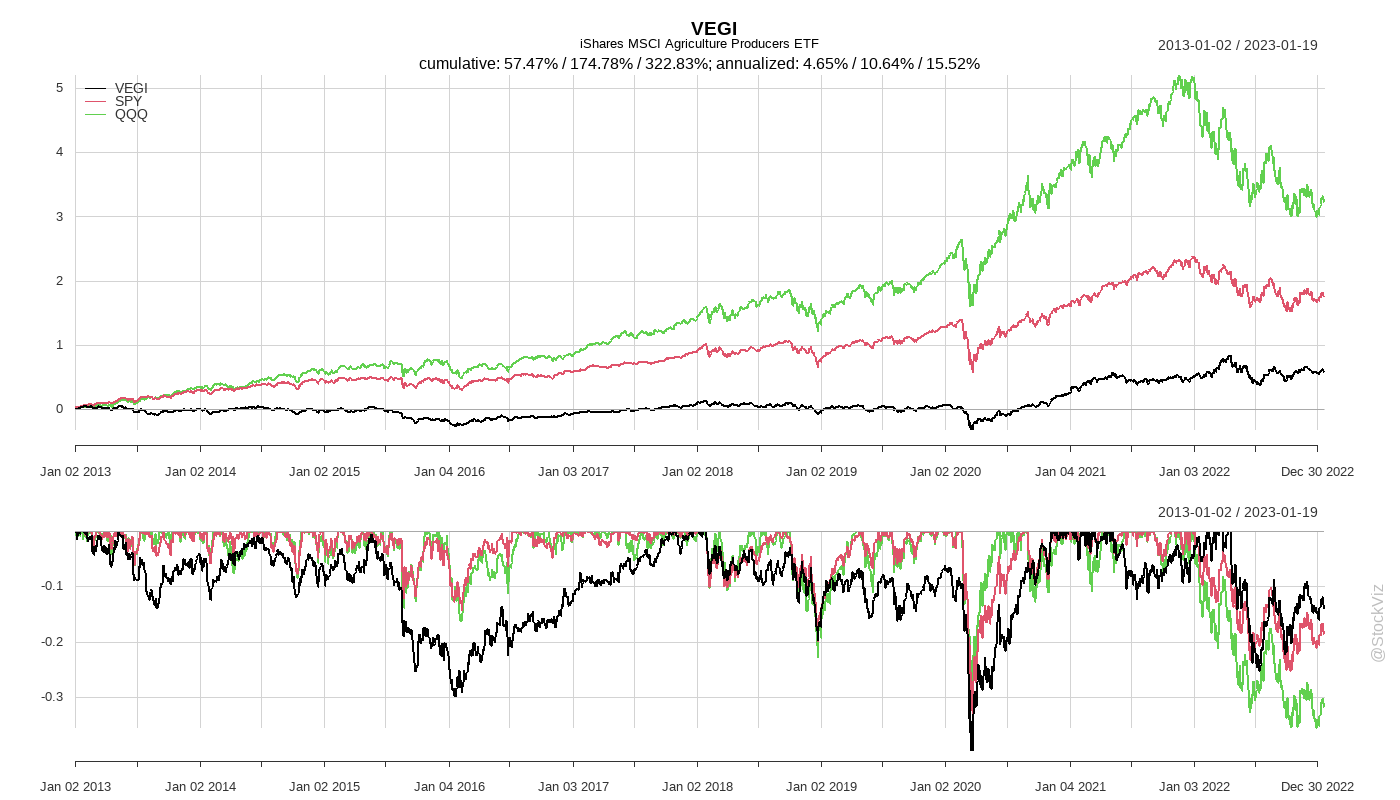 VEGI
iShares MSCI Agriculture Producers ETF
2013-01-02 / 2023-01-19
cumulative: 57.47% / 174.78% / 322.83%; annualized: 4.65% / 10.64% / 15.52%
VEGI
SPY
QQQ
5
4
3
2
1
0
Jan 02 2013 Jan 02 2014 Jan 02 2015 Jan 04 2016 Jan 03 2017 Jan 02 2018 Jan 02 2019 Jan 02 2020 Jan 04 2021 Jan 03 2022 Dec 30 2022
2013-01-02 / 2023-01-19
-0.1
-0.2
-0.3
Jan 02 2013 Jan 02 2014 Jan 02 2015 Jan 04 2016 Jan 03 2017 Jan 02 2018 Jan 02 2019 Jan 02 2020 Jan 04 2021 Jan 03 2022 Dec 30 2022
@StockViz